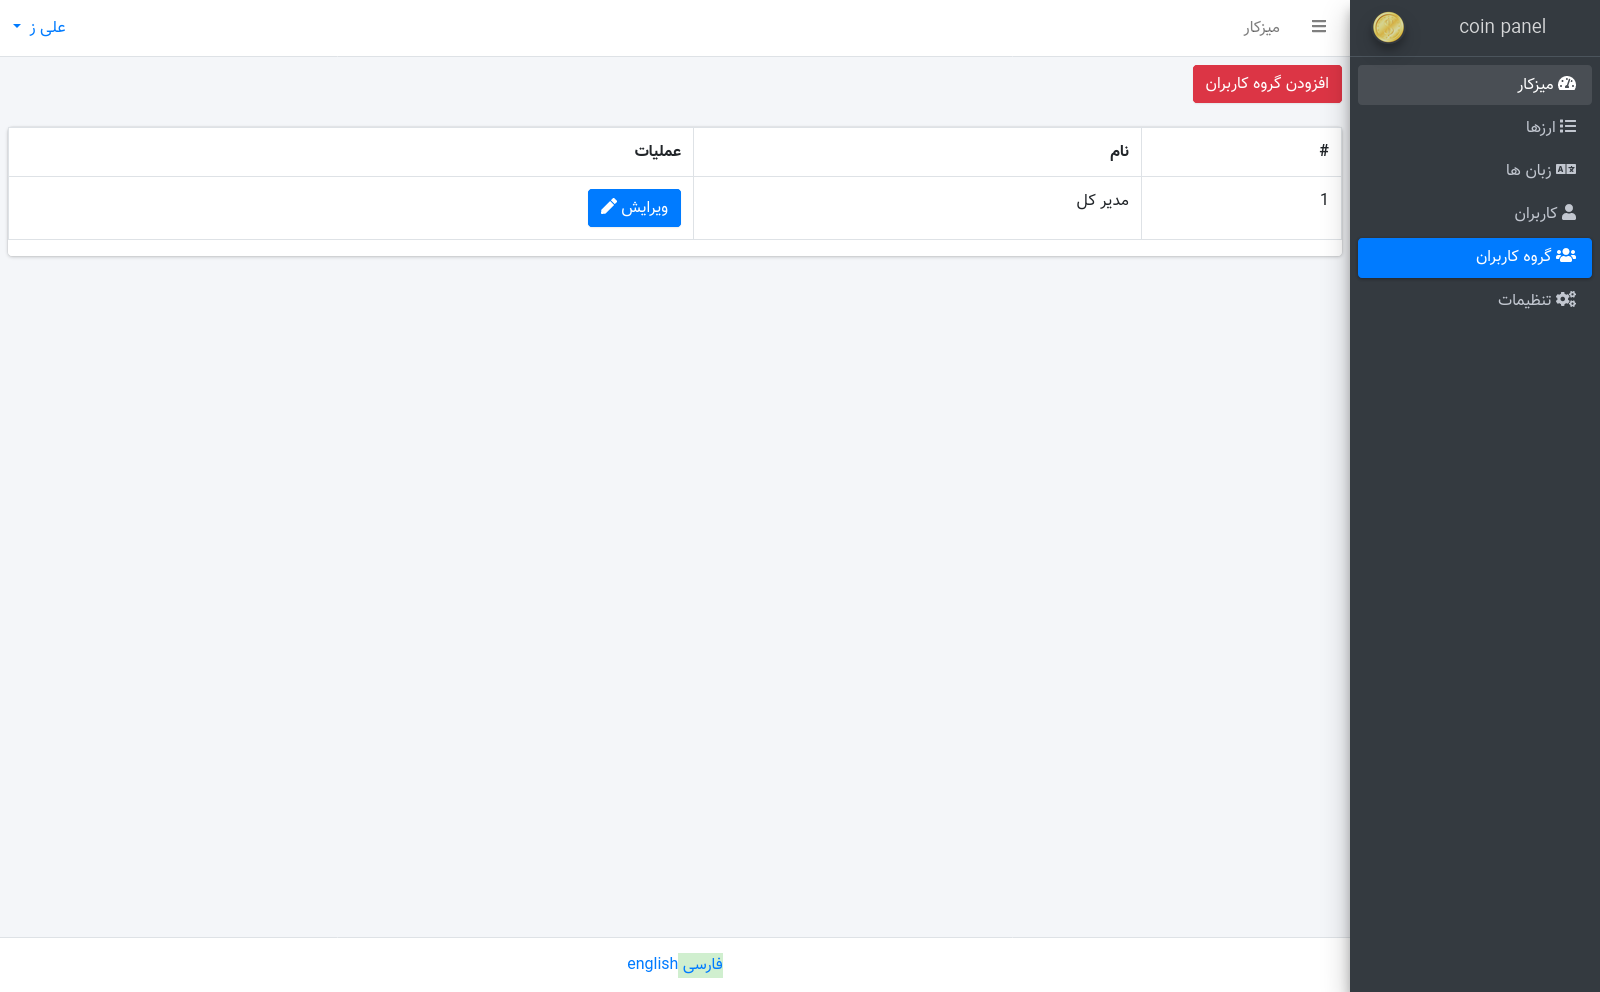 coin panel
میزکار
ارزها
زبان ها
کاربران
گروه کاربران
تنظیمات
میزکار
علی ز
افزودن گروه کاربران
# نام عملیات
1 مدیر کل ویرایش
فارسی english